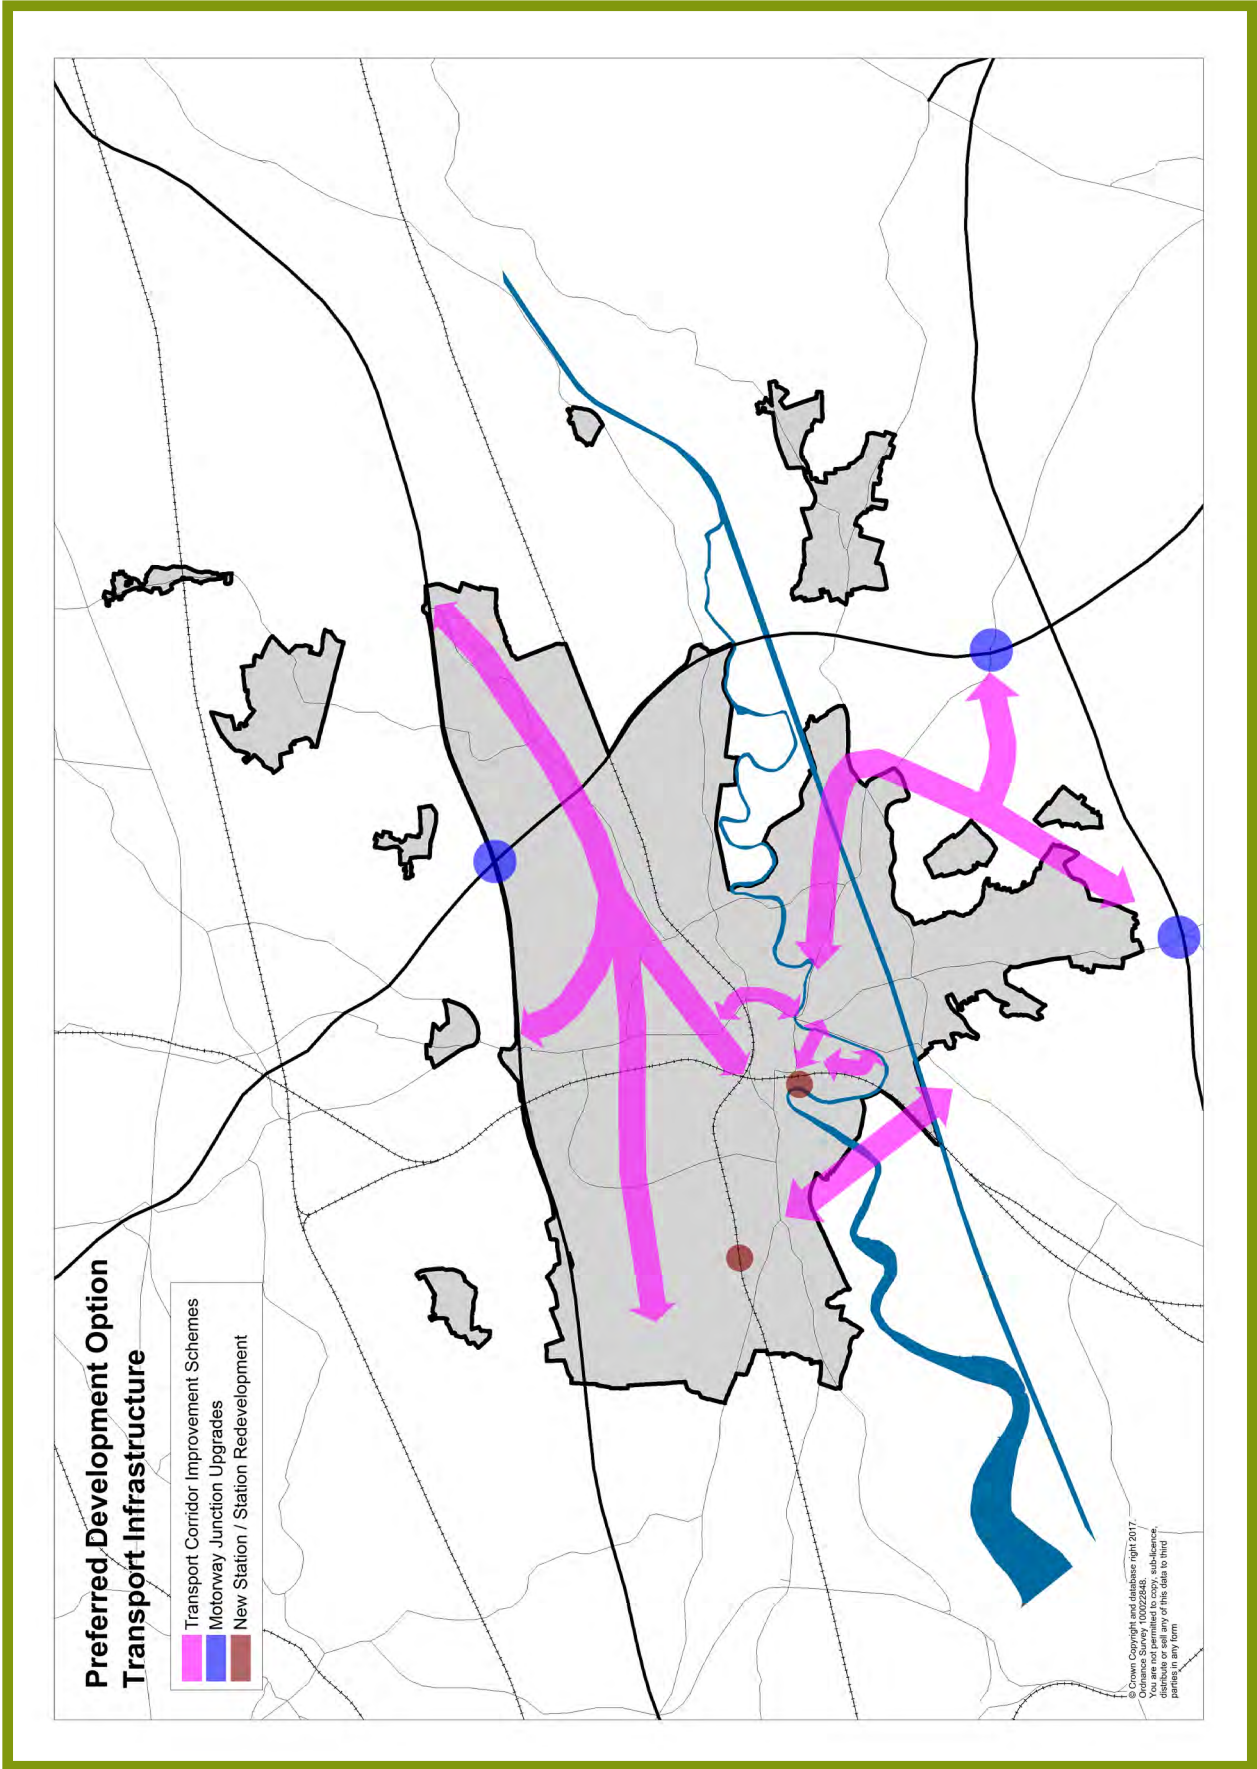 Preferred Development Option
Transport Infrastructure
Transport Corridor Improvement Schemes
Motorway Junction Upgrades
New Station / Station Redevelopment
© Crown Copyright and database right 2017.
Ordnance Survey 100022848.
You are not permitted to copy, sub-licence,
distribute or sell any of this data to third
parties in any form